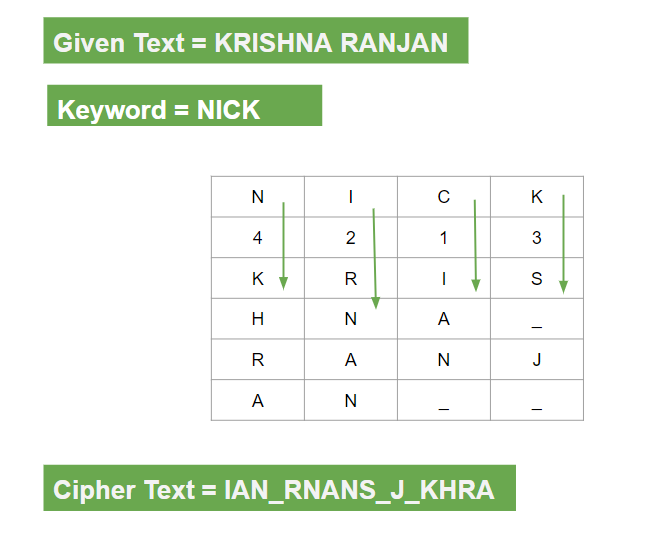 Given Text = KRISHNA RANJAN
Keyword = NICK
N I C K
4 2 1 3
K R I S
H N A _
R A N J
A N _ _
Cipher Text = IAN_RNANS_J_KHRA